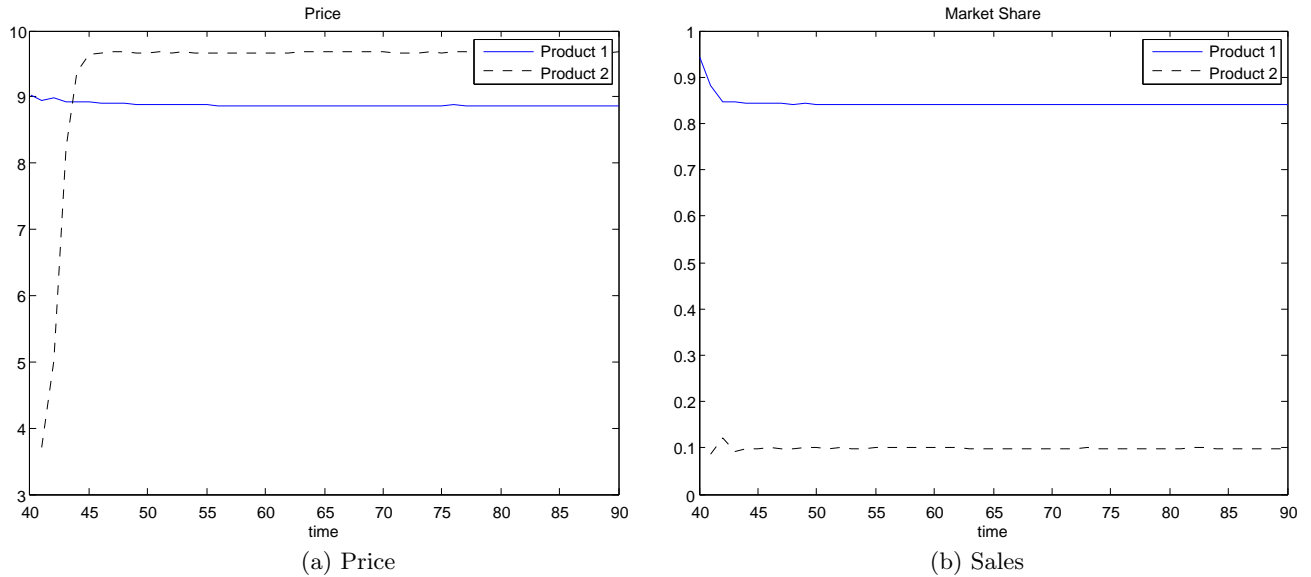 Price
10
9
8
7
6
5
4
3
40 45 50 55 60 65 70 75 80 85 90
time
Product 1
Product 2
(a) Price
Market Share
1
0.9
0.8
0.7
0.6
0.5
0.4
0.3
0.2
0.1
0
40 45 50 55 60 65 70 75 80 85 90
time
Product 1
Product 2
(b) Sales